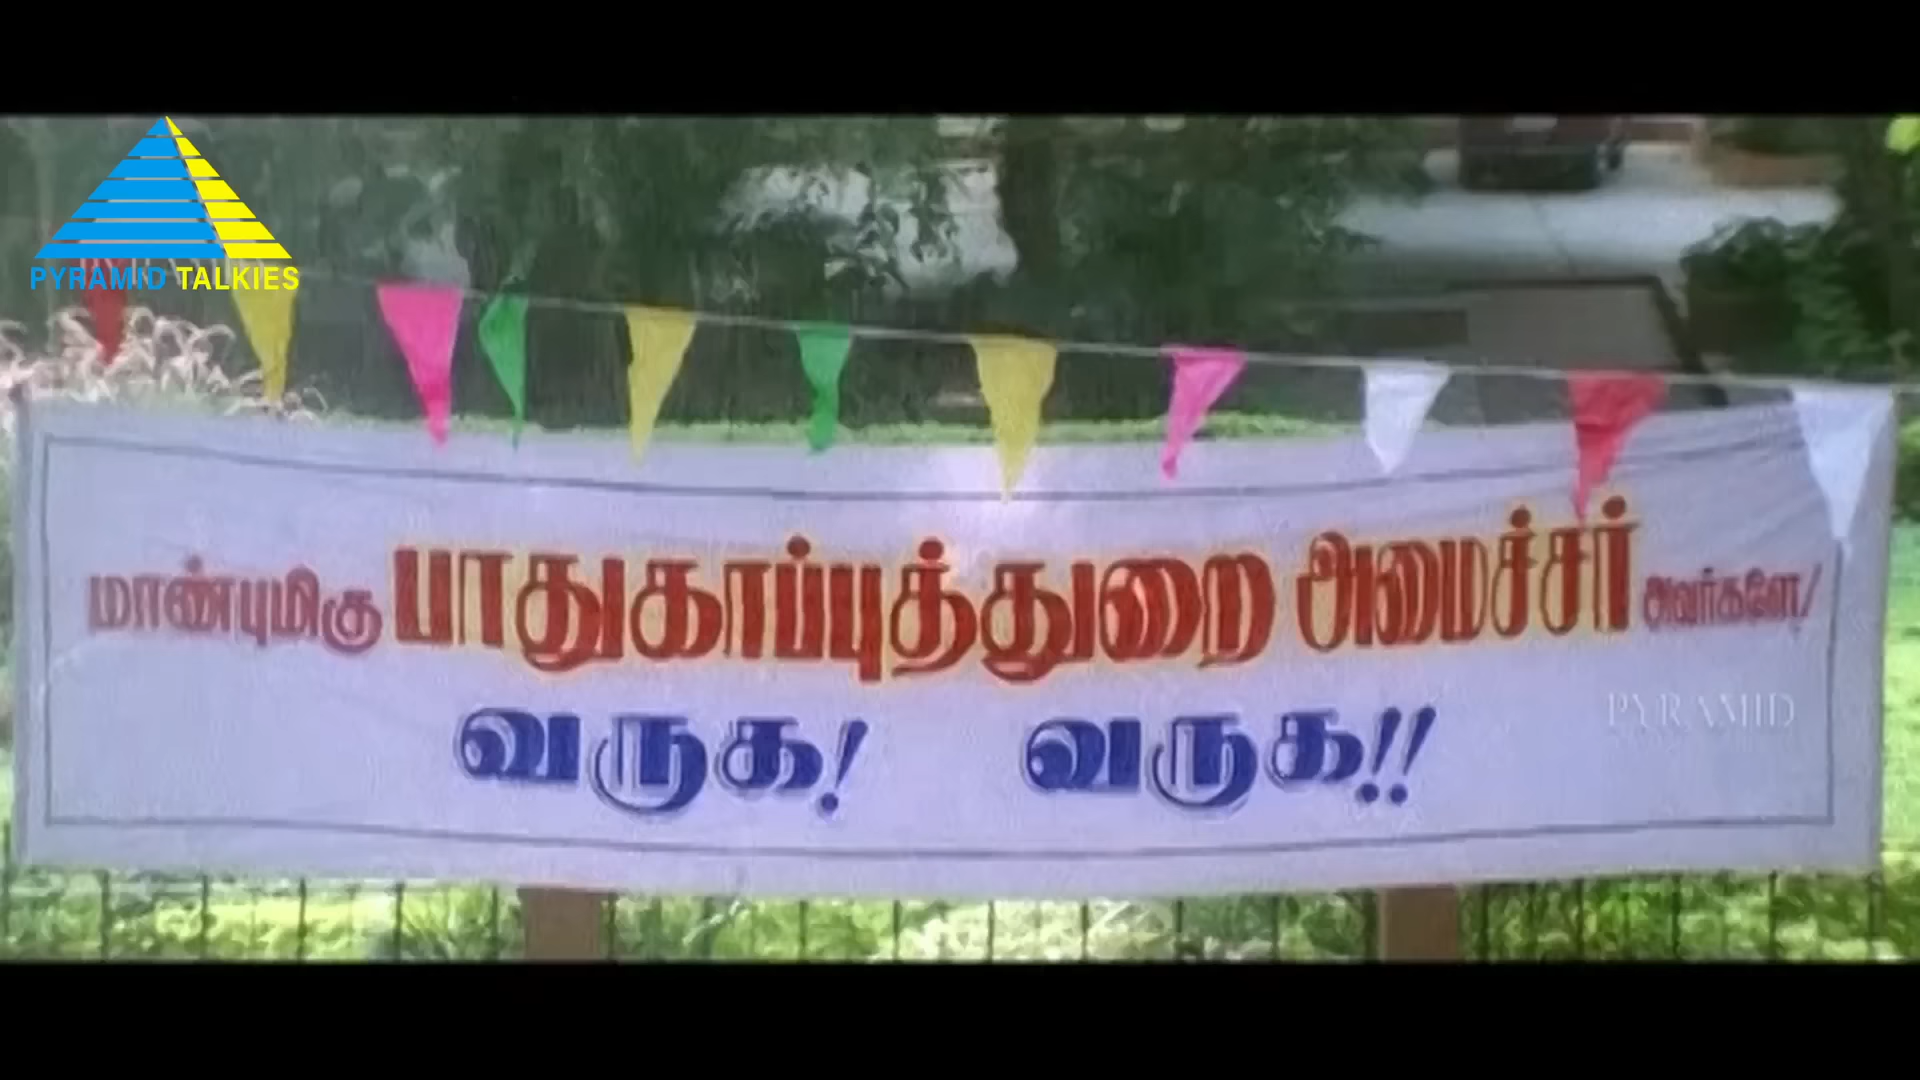 PYRAMID TALKIES
மாண்புமிகு பாதுகாப்புத்துறை அமைச்சர் அவர்களே!
PYRAMID
வருக! வருக!!